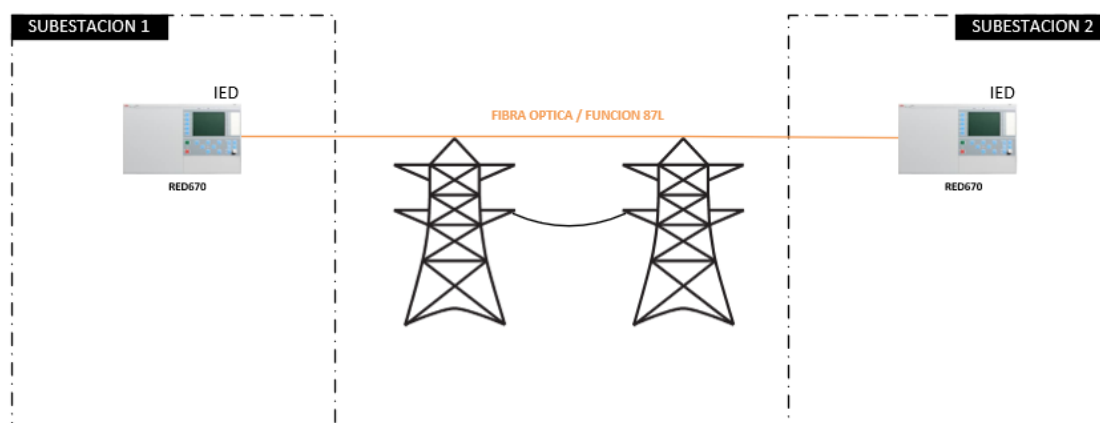 SUBESTACION 1
SUBESTACION 2
IED
IED
FIBRA OPTICA / FUNCION 87L
RED670
RED670